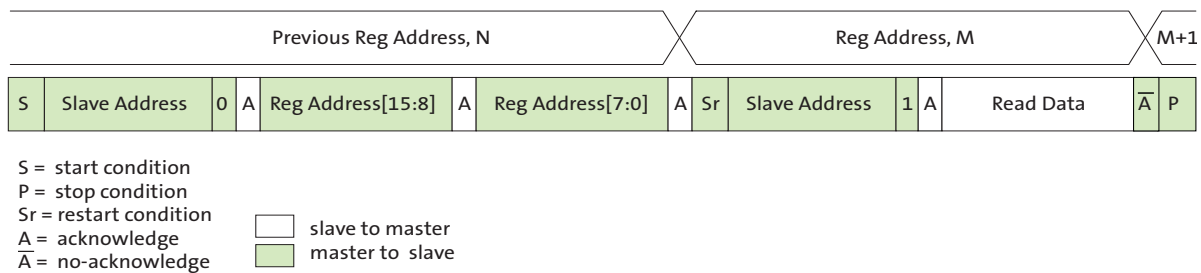 Previous Reg Address, N Reg Address, M M+1
S Slave Address 0 A Reg Address[15:8] A Reg Address[7:0] A Sr Slave Address 1 A Read Data A̅ P
S = start condition
P = stop condition
Sr = restart condition
A = acknowledge
A̅ = no-acknowledge
slave to master
master to slave